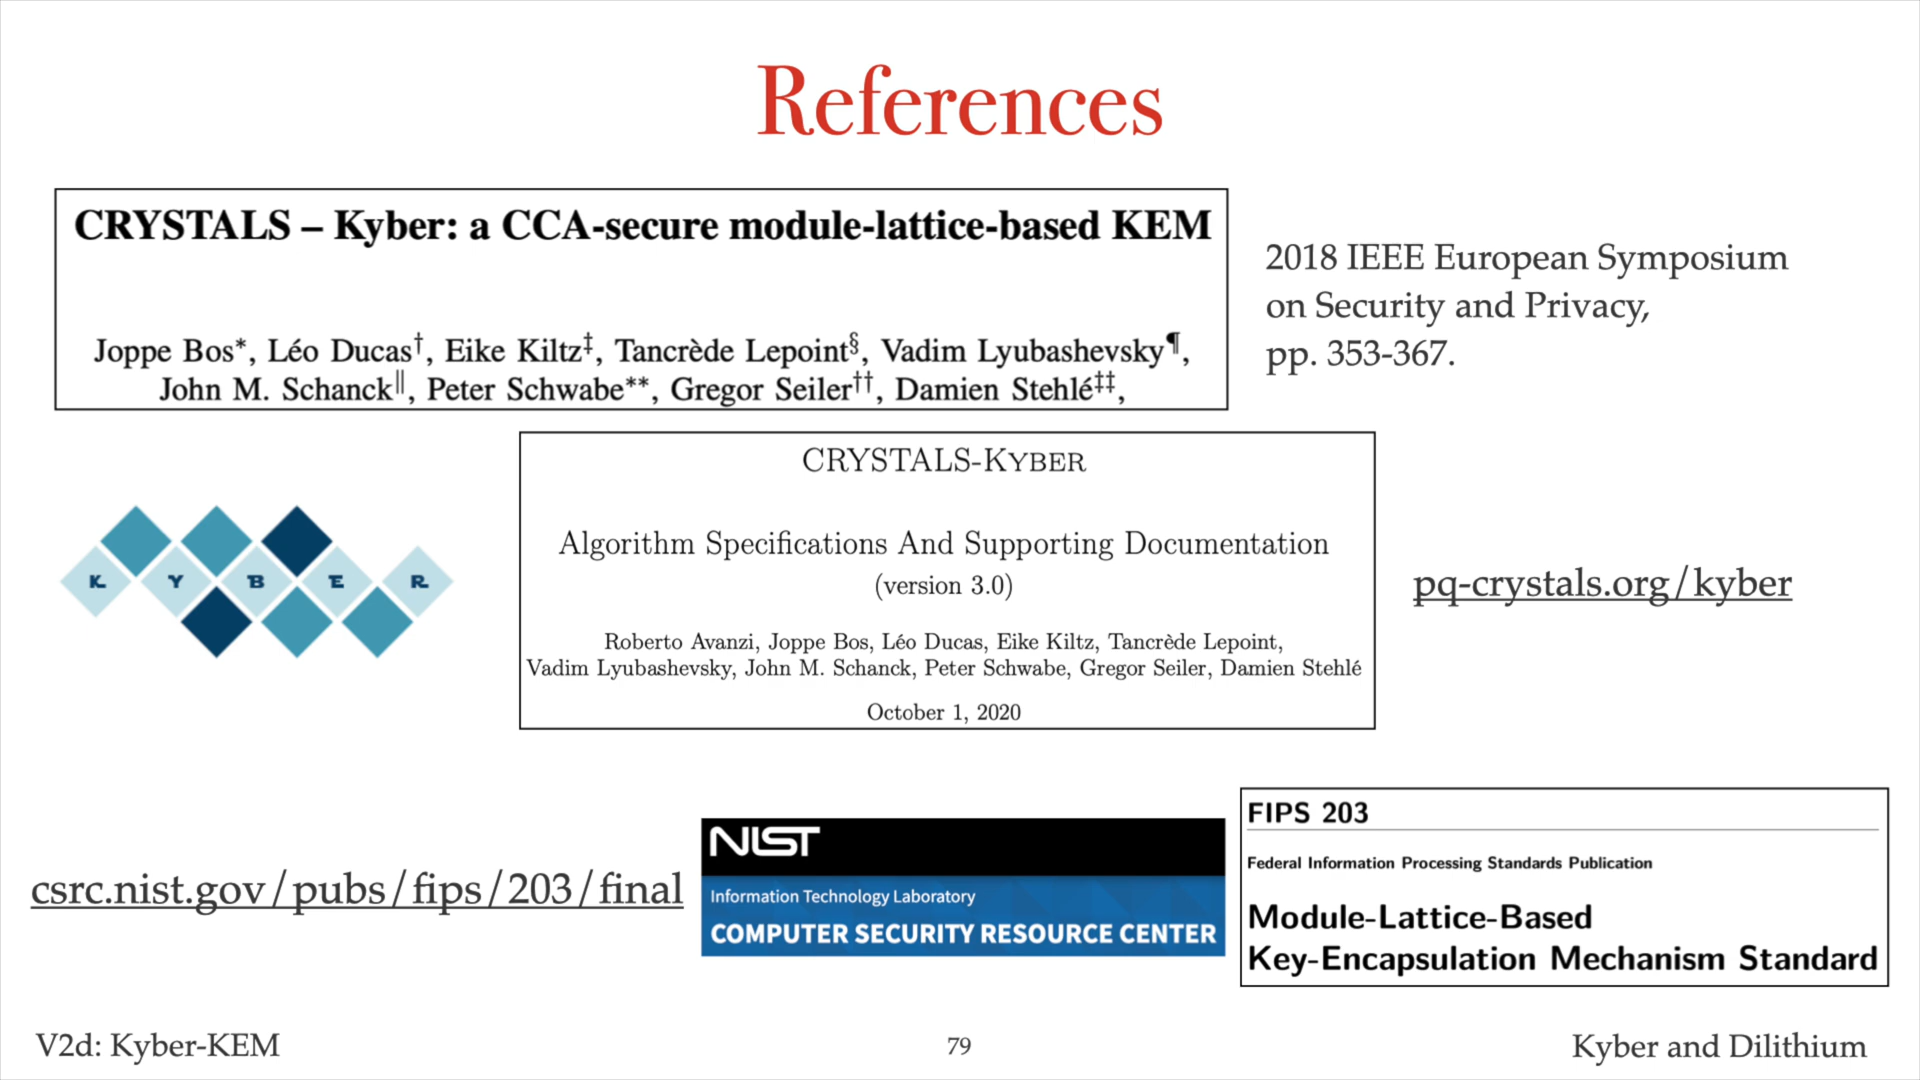 References
CRYSTALS – Kyber: a CCA-secure module-lattice-based KEM
Joppe Bos*, Léo Ducas†, Eike Kiltz‡, Tancrède Lepoint§, Vadim Lyubashevsky¶,
John M. Schanck‖, Peter Schwabe**, Gregor Seiler††, Damien Stehlé‡‡,
2018 IEEE European Symposium
on Security and Privacy,
pp. 353-367.
K Y B E R
CRYSTALS-KYBER
Algorithm Specifications And Supporting Documentation
(version 3.0)
Roberto Avanzi, Joppe Bos, Léo Ducas, Eike Kiltz, Tancrède Lepoint,
Vadim Lyubashevsky, John M. Schanck, Peter Schwabe, Gregor Seiler, Damien Stehlé
October 1, 2020
pq-crystals.org/kyber
csrc.nist.gov/pubs/fips/203/final
NIST
Information Technology Laboratory
COMPUTER SECURITY RESOURCE CENTER
FIPS 203
Federal Information Processing Standards Publication
Module-Lattice-Based
Key-Encapsulation Mechanism Standard
V2d: Kyber-KEM
79
Kyber and Dilithium